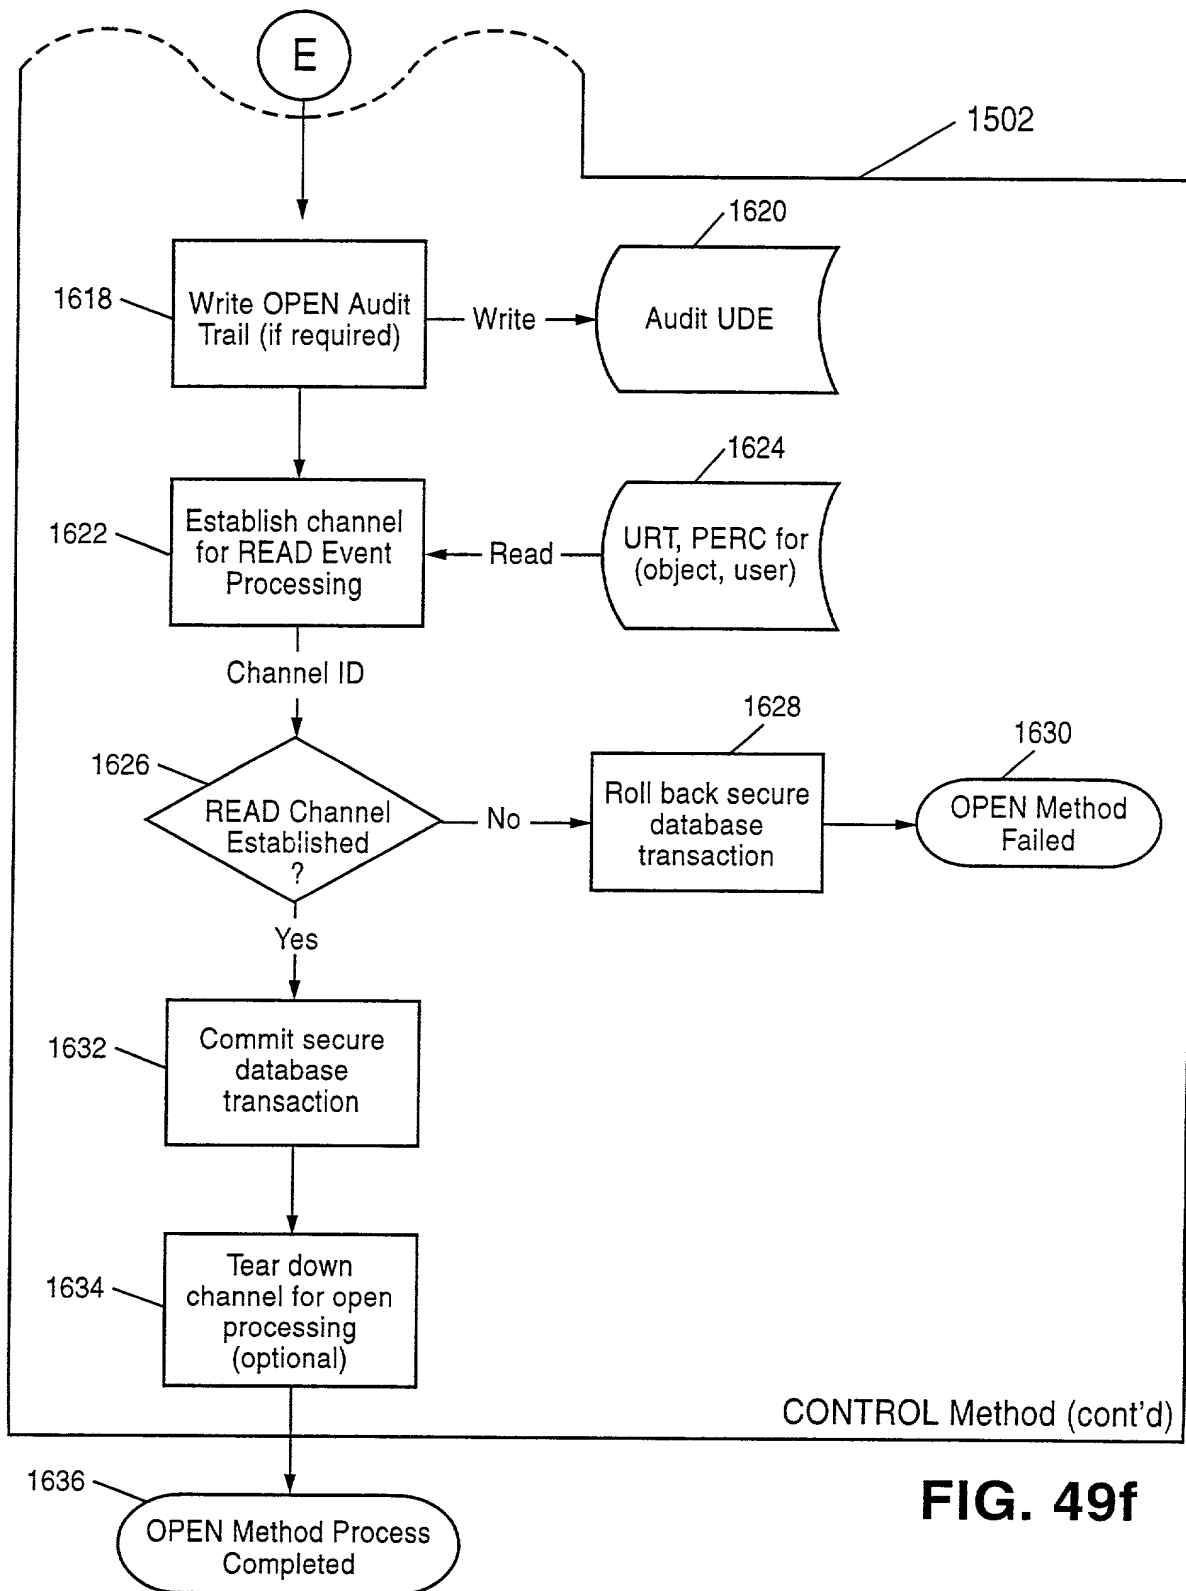 E
1502
1620
1618
Write OPEN Audit
Trail (if required)
Write
Audit UDE
1624
1622
Establish channel
for READ Event
Processing
Read
URT, PERC for
(object, user)
Channel ID
1628
1630
1626
READ Channel
Established
?
No
Roll back secure
database
transaction
OPEN Method
Failed
Yes
1632
Commit secure
database
transaction
1634
Tear down
channel for open
processing
(optional)
CONTROL Method (cont'd)
1636
OPEN Method Process
Completed
FIG. 49f